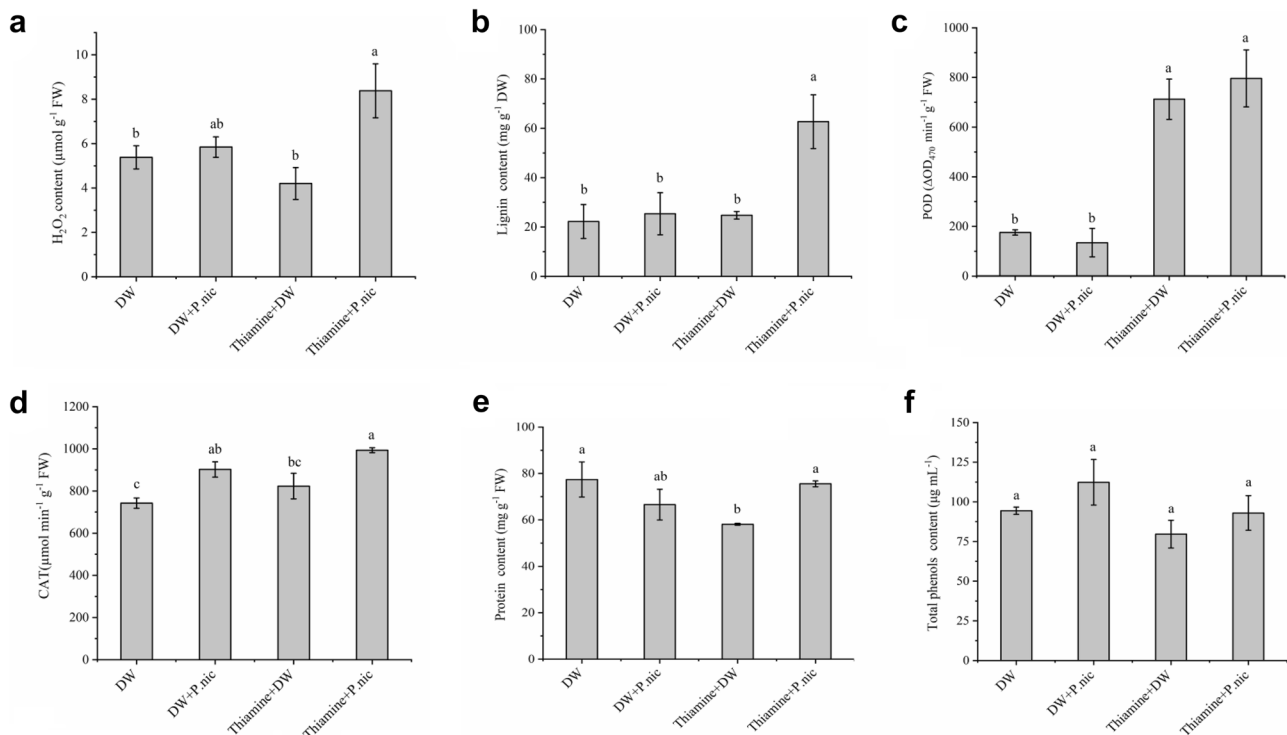 a
H₂O₂ content (μmol g⁻¹ FW)
10
8
6
4
2
0
b
ab
b
a
DW
DW+P.nic
Thiamine+DW
Thiamine+P.nic
b
Lignin content (mg g⁻¹ DW)
100
80
60
40
20
0
b
b
b
a
DW
DW+P.nic
Thiamine+DW
Thiamine+P.nic
c
POD (ΔOD₄₇₀ min⁻¹ g⁻¹ FW)
1000
800
600
400
200
0
b
b
a
a
DW
DW+P.nic
Thiamine+DW
Thiamine+P.nic
d
CAT(μmol min⁻¹ g⁻¹ FW)
1200
1000
800
600
400
200
0
c
ab
bc
a
DW
DW+P.nic
Thiamine+DW
Thiamine+P.nic
e
Protein content (mg g⁻¹ FW)
100
80
60
40
20
0
a
ab
b
a
DW
DW+P.nic
Thiamine+DW
Thiamine+P.nic
f
Total phenols content (μg mL⁻¹)
150
125
100
75
50
25
0
a
a
a
a
DW
DW+P.nic
Thiamine+DW
Thiamine+P.nic